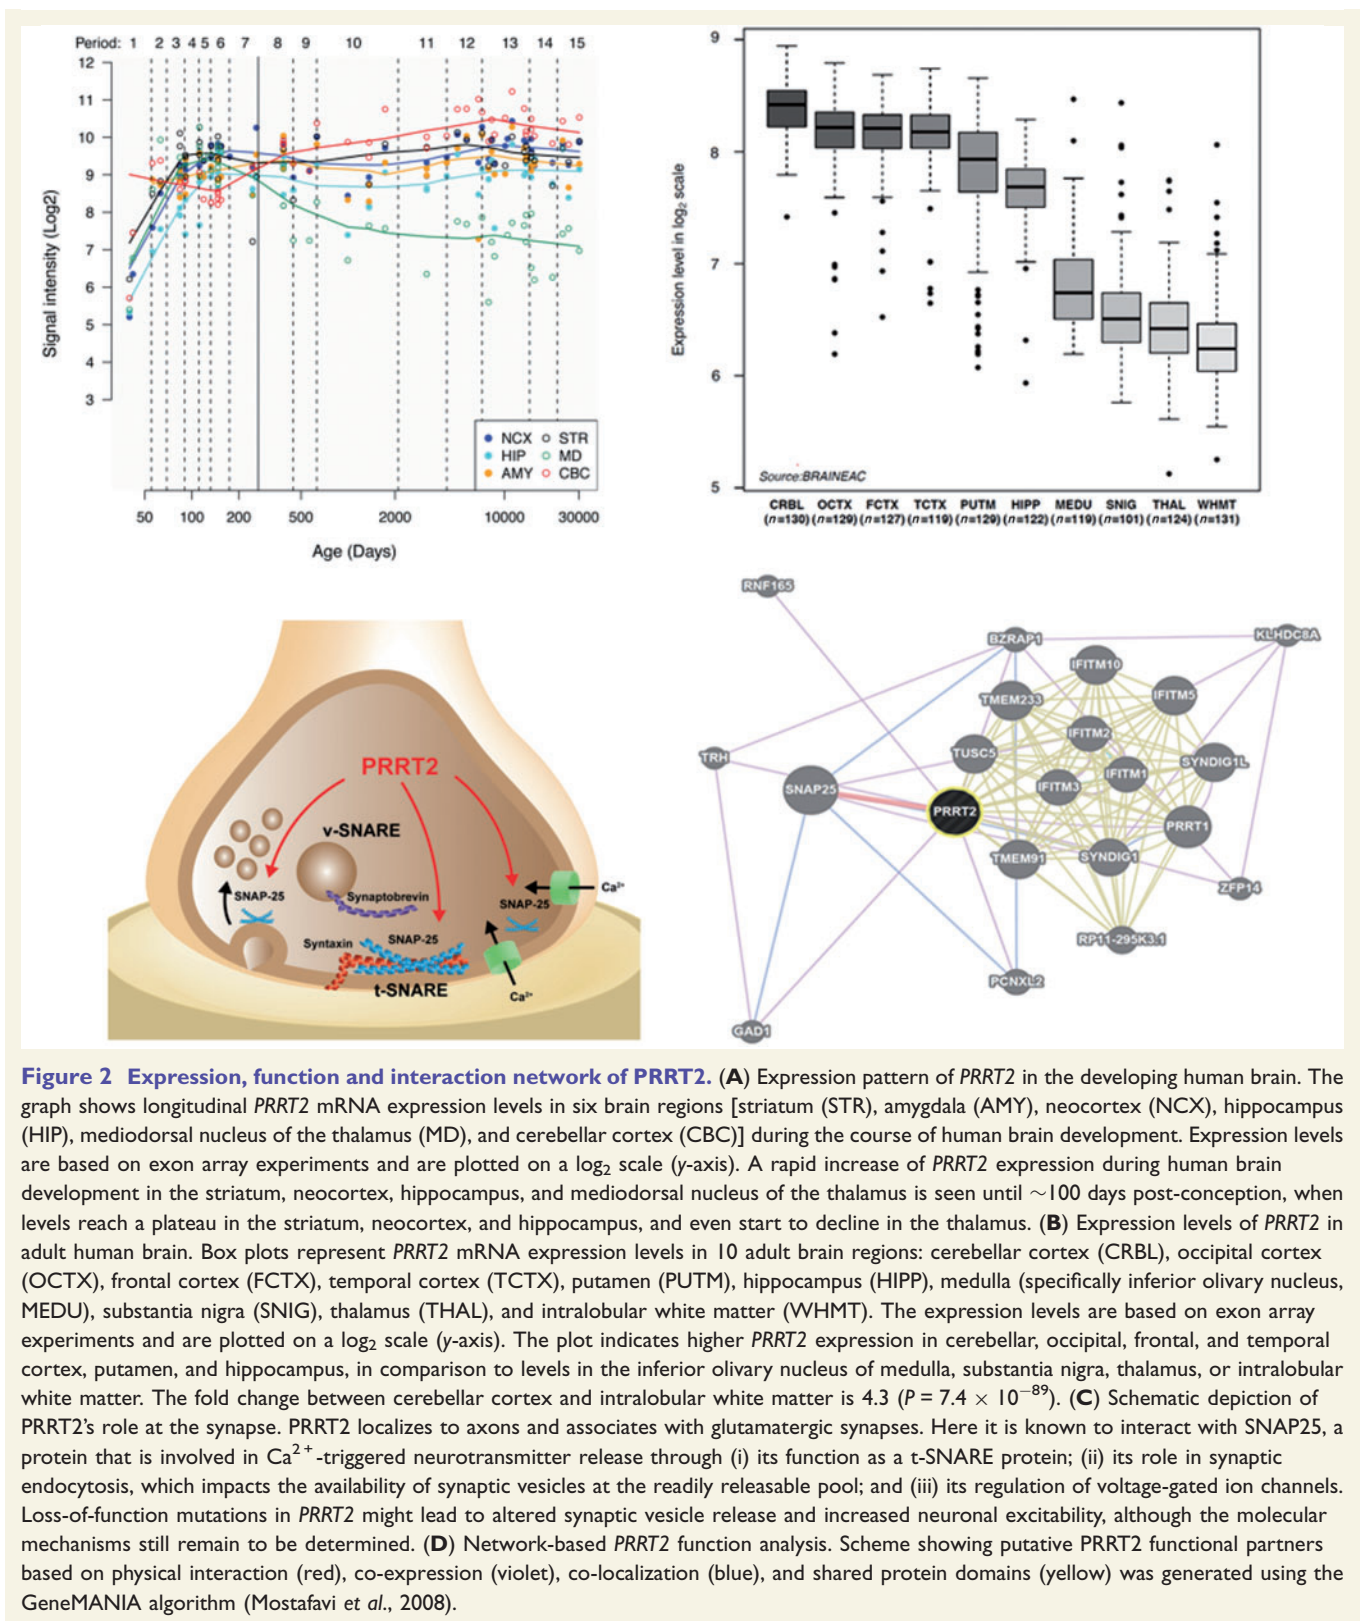 Period: 1 2 3 4 5 6 7 8 9 10 11 12 13 14 15
12
11
10
9
8
7
6
5
4
3
Signal intensity (Log2)
NCX STR
HIP MD
AMY CBC
50 100 200 500 2000 10000 30000
Age (Days)
9
8
7
6
5
Expression level in log₂ scale
Source:BRAINEAC
CRBL OCTX FCTX TCTX PUTM HIPP MEDU SNIG THAL WHMT
(n=130) (n=129) (n=127) (n=119) (n=129) (n=122) (n=119) (n=101) (n=124) (n=131)
PRRT2
v-SNARE
SNAP-25
Synaptobrevin
SNAP-25
Ca²⁺
Syntaxin
SNAP-25
t-SNARE
Ca²⁺
RNF165
BZRAP1
KLHDC8A
IFITM10
TMEM233
IFITM5
IFITM2
TUSC5
TRH
SYNDIG1L
IFITM1
SNAP25
IFITM3
PRRT2
PRRT1
TMEM91
SYNDIG1
ZFP14
RP11-295K3.1
PCNXL2
GAD1
Figure 2 Expression, function and interaction network of PRRT2. (A) Expression pattern of PRRT2 in the developing human brain. The
graph shows longitudinal PRRT2 mRNA expression levels in six brain regions [striatum (STR), amygdala (AMY), neocortex (NCX), hippocampus
(HIP), mediodorsal nucleus of the thalamus (MD), and cerebellar cortex (CBC)] during the course of human brain development. Expression levels
are based on exon array experiments and are plotted on a log₂ scale (y-axis). A rapid increase of PRRT2 expression during human brain
development in the striatum, neocortex, hippocampus, and mediodorsal nucleus of the thalamus is seen until ~100 days post-conception, when
levels reach a plateau in the striatum, neocortex, and hippocampus, and even start to decline in the thalamus. (B) Expression levels of PRRT2 in
adult human brain. Box plots represent PRRT2 mRNA expression levels in 10 adult brain regions: cerebellar cortex (CRBL), occipital cortex
(OCTX), frontal cortex (FCTX), temporal cortex (TCTX), putamen (PUTM), hippocampus (HIPP), medulla (specifically inferior olivary nucleus,
MEDU), substantia nigra (SNIG), thalamus (THAL), and intralobular white matter (WHMT). The expression levels are based on exon array
experiments and are plotted on a log₂ scale (y-axis). The plot indicates higher PRRT2 expression in cerebellar, occipital, frontal, and temporal
cortex, putamen, and hippocampus, in comparison to levels in the inferior olivary nucleus of medulla, substantia nigra, thalamus, or intralobular
white matter. The fold change between cerebellar cortex and intralobular white matter is 4.3 (P = 7.4 × 10⁻⁸⁹). (C) Schematic depiction of
PRRT2's role at the synapse. PRRT2 localizes to axons and associates with glutamatergic synapses. Here it is known to interact with SNAP25, a
protein that is involved in Ca²⁺-triggered neurotransmitter release through (i) its function as a t-SNARE protein; (ii) its role in synaptic
endocytosis, which impacts the availability of synaptic vesicles at the readily releasable pool; and (iii) its regulation of voltage-gated ion channels.
Loss-of-function mutations in PRRT2 might lead to altered synaptic vesicle release and increased neuronal excitability, although the molecular
mechanisms still remain to be determined. (D) Network-based PRRT2 function analysis. Scheme showing putative PRRT2 functional partners
based on physical interaction (red), co-expression (violet), co-localization (blue), and shared protein domains (yellow) was generated using the
GeneMANIA algorithm (Mostafavi et al., 2008).